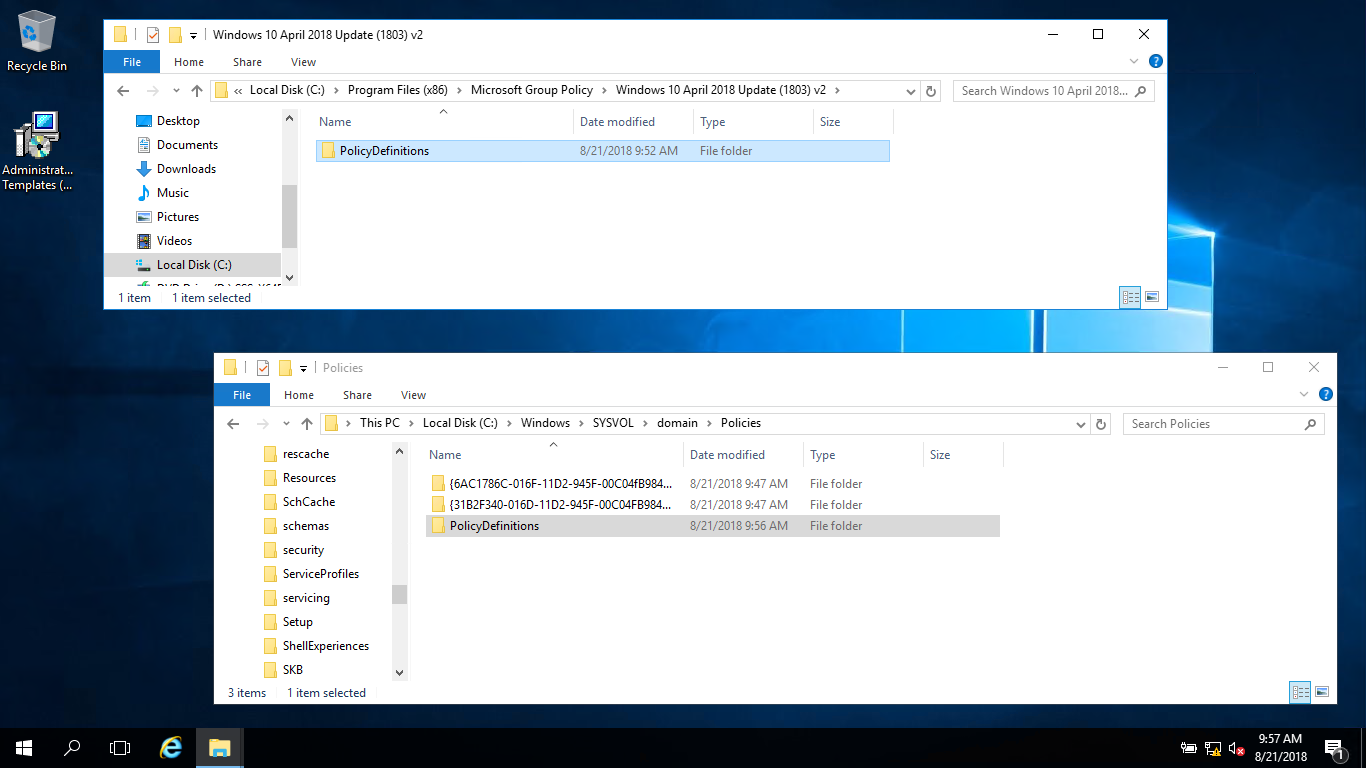 Recycle Bin
Administrat...
Templates (...
Windows 10 April 2018 Update (1803) v2
File Home Share View
« Local Disk (C:) > Program Files (x86) > Microsoft Group Policy > Windows 10 April 2018 Update (1803) v2 >
Search Windows 10 April 2018...
Desktop
Documents
Downloads
Music
Pictures
Videos
Local Disk (C:)
Name Date modified Type Size
PolicyDefinitions 8/21/2018 9:52 AM File folder
1 item 1 item selected
Policies
File Home Share View
> This PC > Local Disk (C:) > Windows > SYSVOL > domain > Policies
Search Policies
rescache
Resources
SchCache
schemas
security
ServiceProfiles
servicing
Setup
ShellExperiences
SKB
Name Date modified Type Size
{6AC1786C-016F-11D2-945F-00C04fB984... 8/21/2018 9:47 AM File folder
{31B2F340-016D-11D2-945F-00C04FB984... 8/21/2018 9:47 AM File folder
PolicyDefinitions 8/21/2018 9:56 AM File folder
3 items 1 item selected
9:57 AM
8/21/2018
1